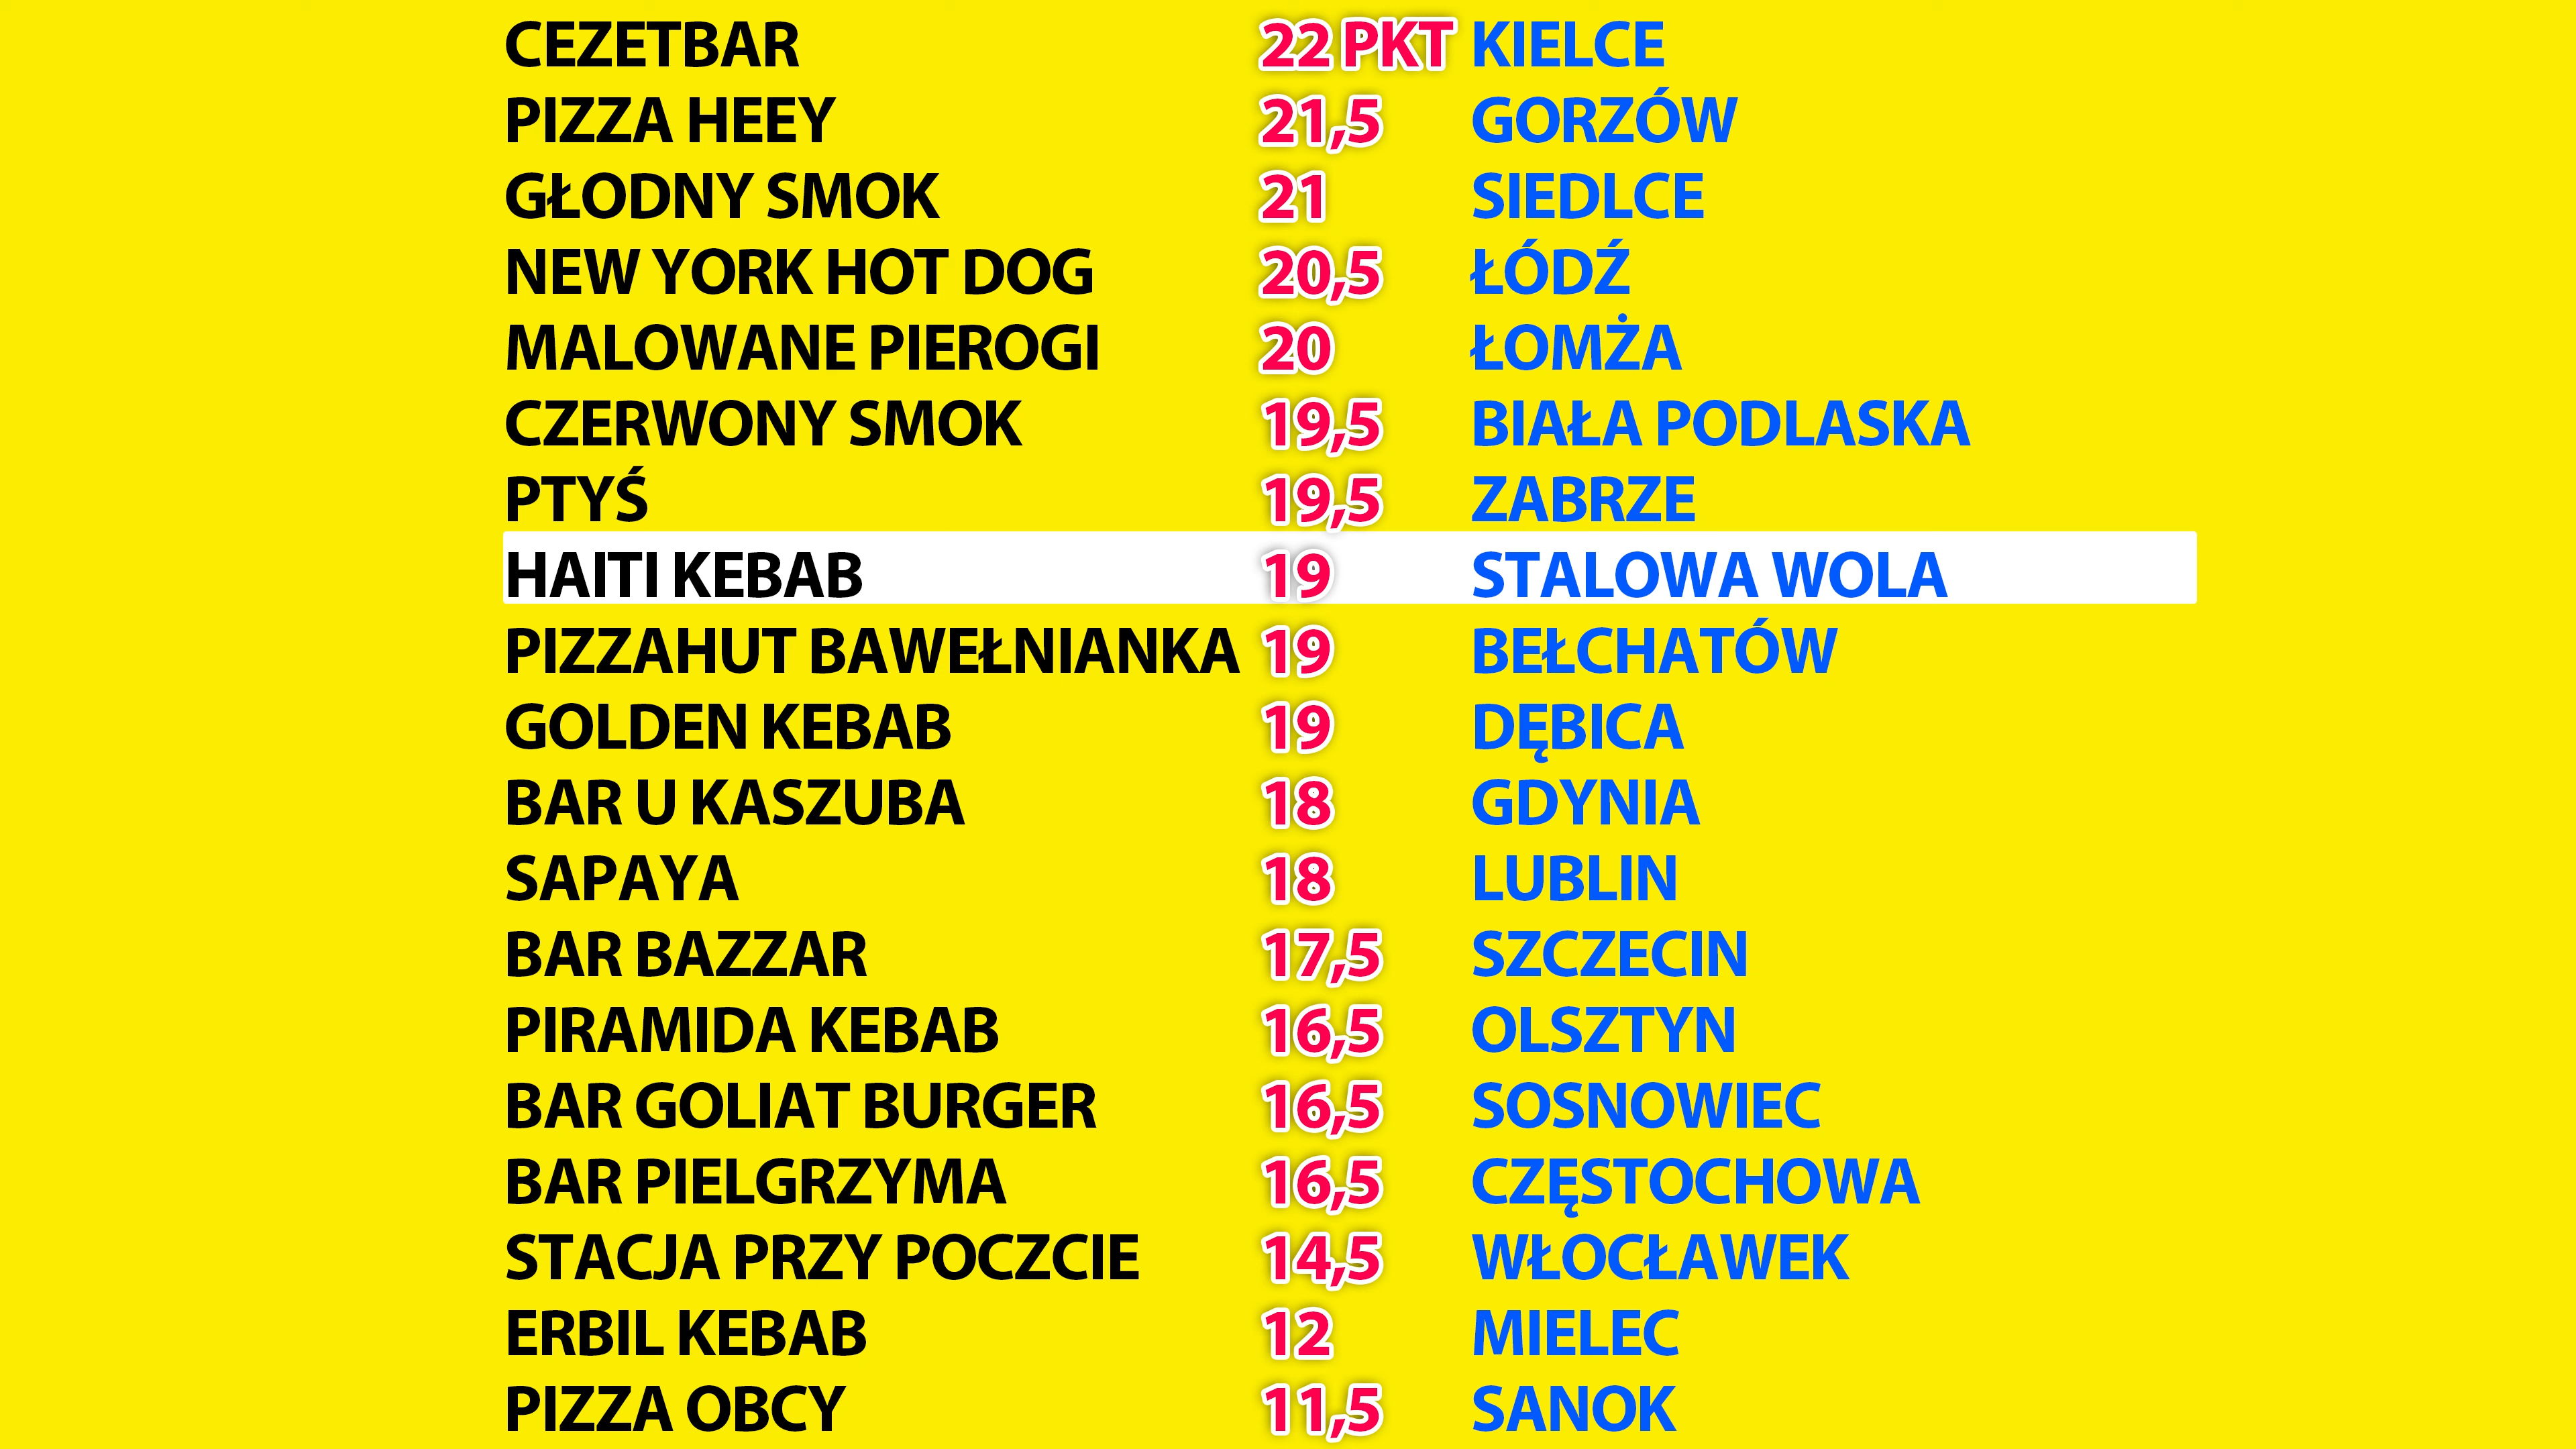 CEZETBAR 22 PKT KIELCE
PIZZA HEEY 21,5 GORZÓW
GŁODNY SMOK 21 SIEDLCE
NEW YORK HOT DOG 20,5 ŁÓDŹ
MALOWANE PIEROGI 20 ŁOMŻA
CZERWONY SMOK 19,5 BIAŁA PODLASKA
PTYŚ 19,5 ZABRZE
HAITI KEBAB 19 STALOWA WOLA
PIZZAHUT BAWEŁNIANKA 19 BEŁCHATÓW
GOLDEN KEBAB 19 DĘBICA
BAR U KASZUBA 18 GDYNIA
SAPAYA 18 LUBLIN
BAR BAZZAR 17,5 SZCZECIN
PIRAMIDA KEBAB 16,5 OLSZTYN
BAR GOLIAT BURGER 16,5 SOSNOWIEC
BAR PIELGRZYMA 16,5 CZĘSTOCHOWA
STACJA PRZY POCZCIE 14,5 WŁOCŁAWEK
ERBIL KEBAB 12 MIELEC
PIZZA OBCY 11,5 SANOK